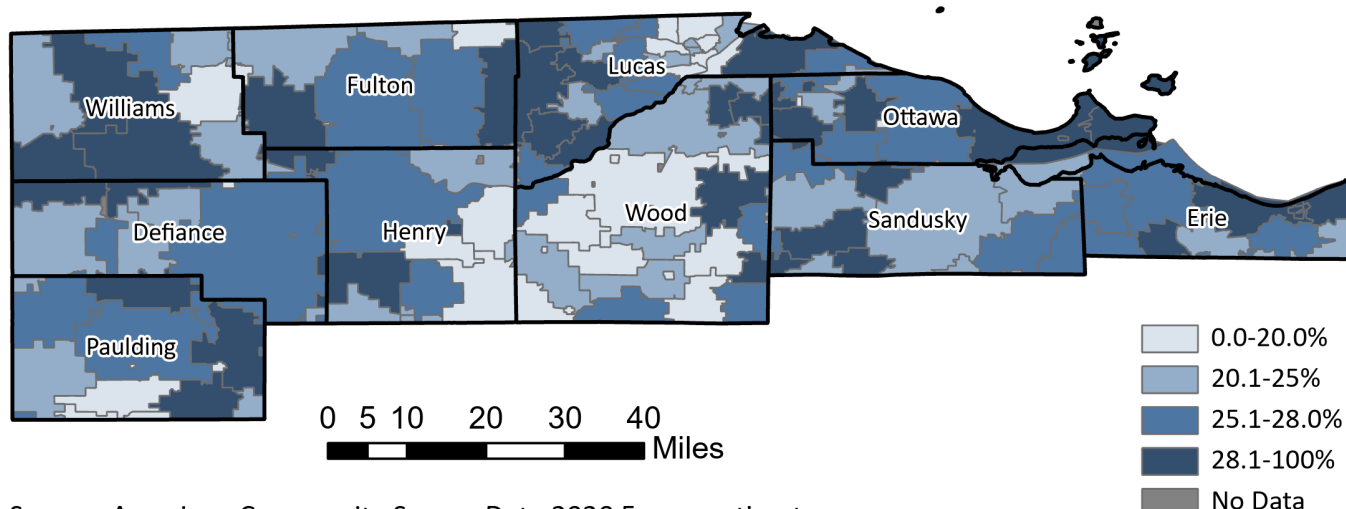 Williams
Fulton
Lucas
Ottawa
Defiance
Henry
Wood
Sandusky
Erie
Paulding
0 5 10 20 30 40
Miles
0.0-20.0%
20.1-25%
25.1-28.0%
28.1-100%
No Data